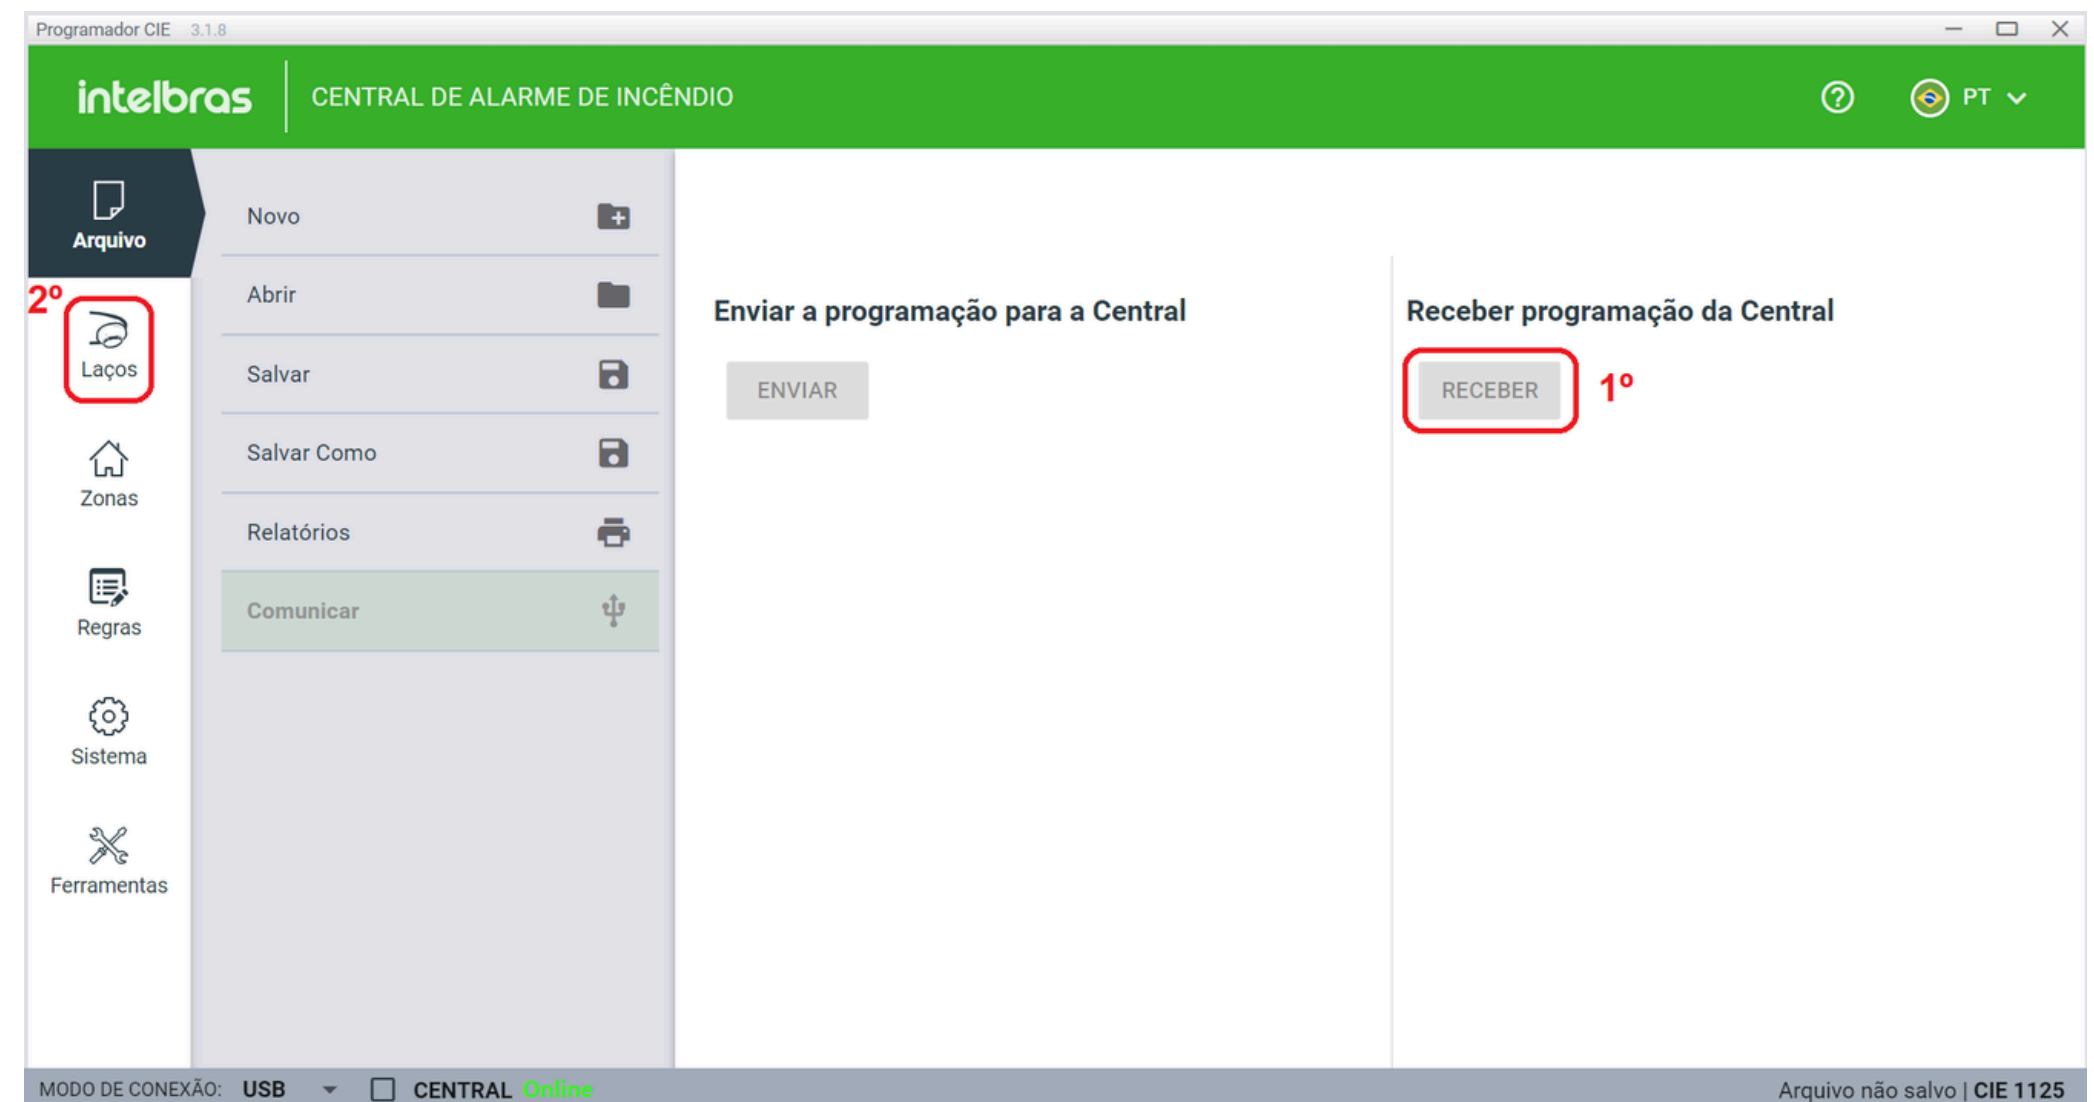 Programador CIE 3.1.8
intelbras CENTRAL DE ALARME DE INCÊNDIO PT
Arquivo
2º
Laços
Zonas
Regras
Sistema
Ferramentas
Novo
Abrir
Salvar
Salvar Como
Relatórios
Comunicar
Enviar a programação para a Central
ENVIAR
Receber programação da Central
RECEBER 1º
MODO DE CONEXÃO: USB CENTRAL Online Arquivo não salvo | CIE 1125